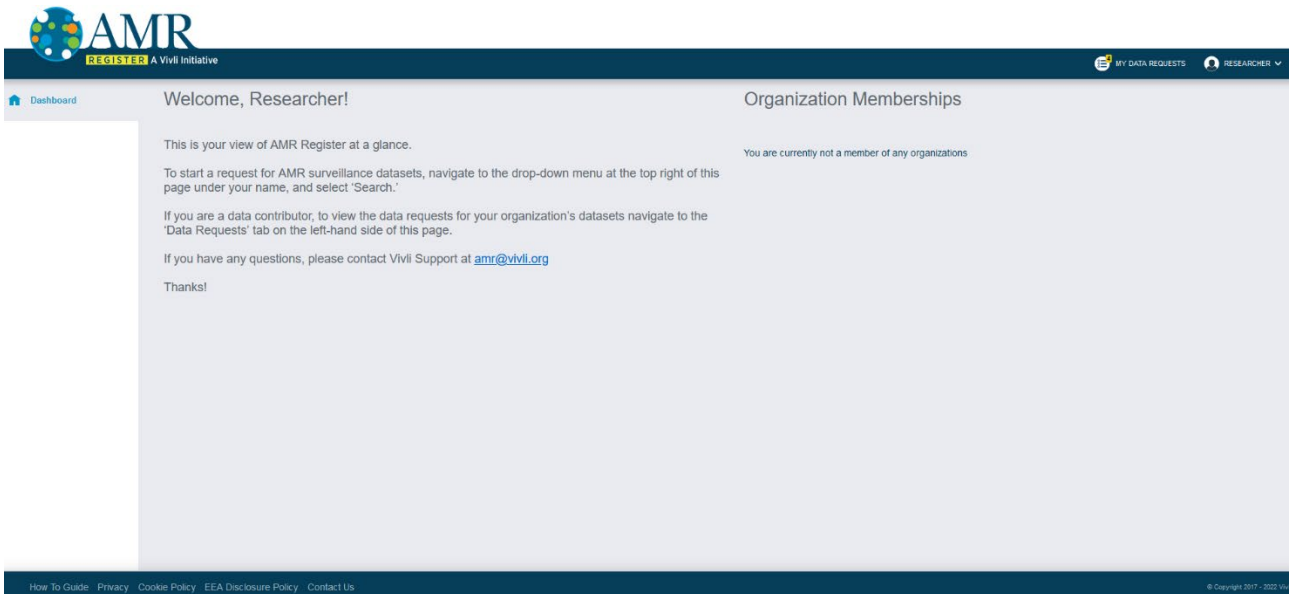 AMR
REGISTER A Vivli Initiative
4
MY DATA REQUESTS
RESEARCHER
Dashboard
Welcome, Researcher!
This is your view of AMR Register at a glance.
To start a request for AMR surveillance datasets, navigate to the drop-down menu at the top right of this
page under your name, and select ‘Search.’
If you are a data contributor, to view the data requests for your organization’s datasets navigate to the
‘Data Requests’ tab on the left-hand side of this page.
If you have any questions, please contact Vivli Support at amr@vivli.org
Thanks!
Organization Memberships
You are currently not a member of any organizations
How To Guide Privacy Cookie Policy EEA Disclosure Policy Contact Us
© Copyright 2017 - 2022 Viv